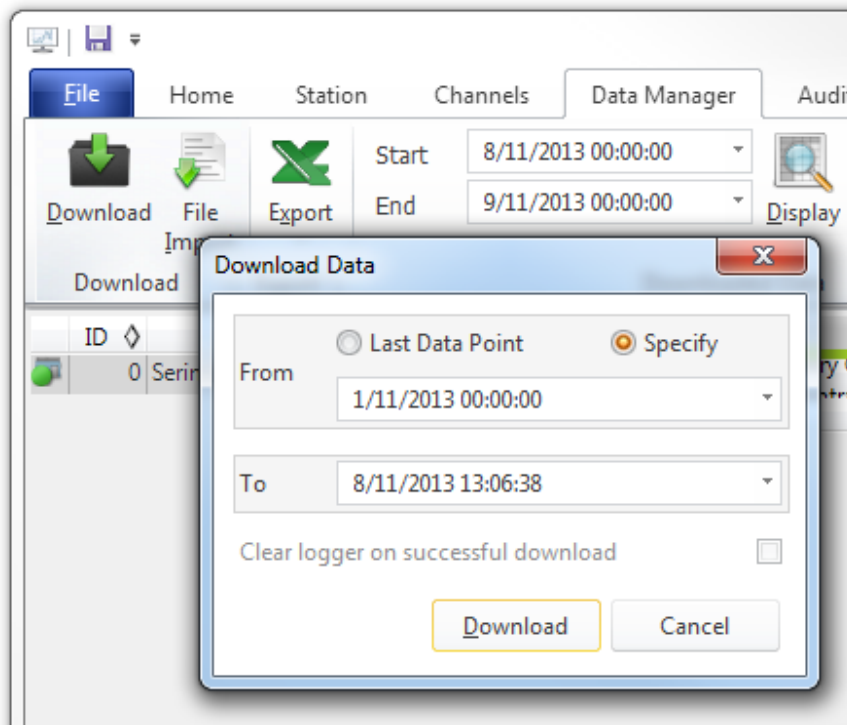 File Home Station Channels Data Manager
Start 8/11/2013 00:00:00
End 9/11/2013 00:00:00
Download File Export Display
Download
Download Data
ID
0
Last Data Point Specify
From
1/11/2013 00:00:00
To 8/11/2013 13:06:38
Clear logger on successful download
Download Cancel